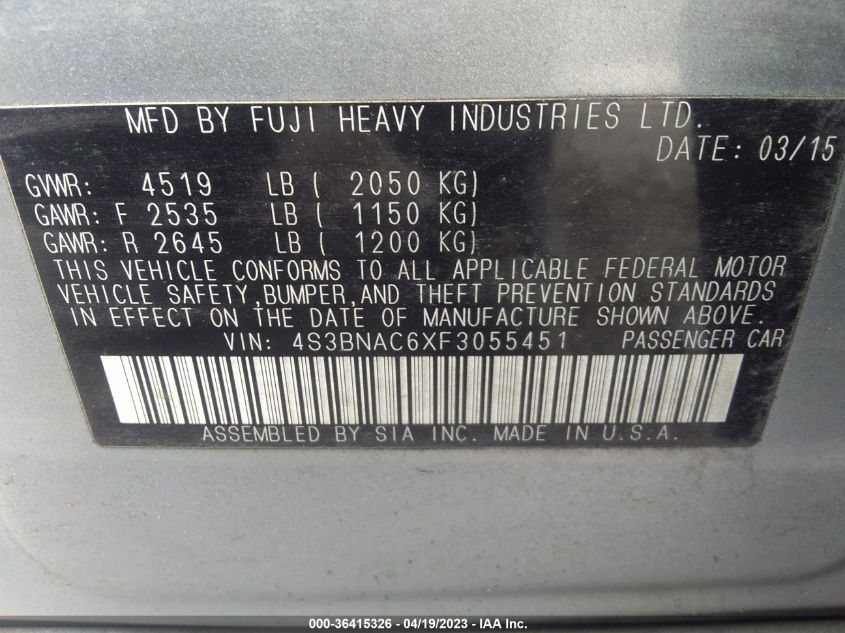 MFD BY FUJI HEAVY INDUSTRIES LTD.
DATE: 03/15
GVWR: 4519 LB ( 2050 KG)
GAWR: F 2535 LB ( 1150 KG)
GAWR: R 2645 LB ( 1200 KG)
THIS VEHICLE CONFORMS TO ALL APPLICABLE FEDERAL MOTOR
VEHICLE SAFETY,BUMPER,AND THEFT PREVENTION STANDARDS
IN EFFECT ON THE DATE OF MANUFACTURE SHOWN ABOVE.
VIN: 4S3BNAC6XF3055451 PASSENGER CAR
ASSEMBLED BY SIA INC. MADE IN U.S.A.
000-36415326 - 04/19/2023 - IAA Inc.